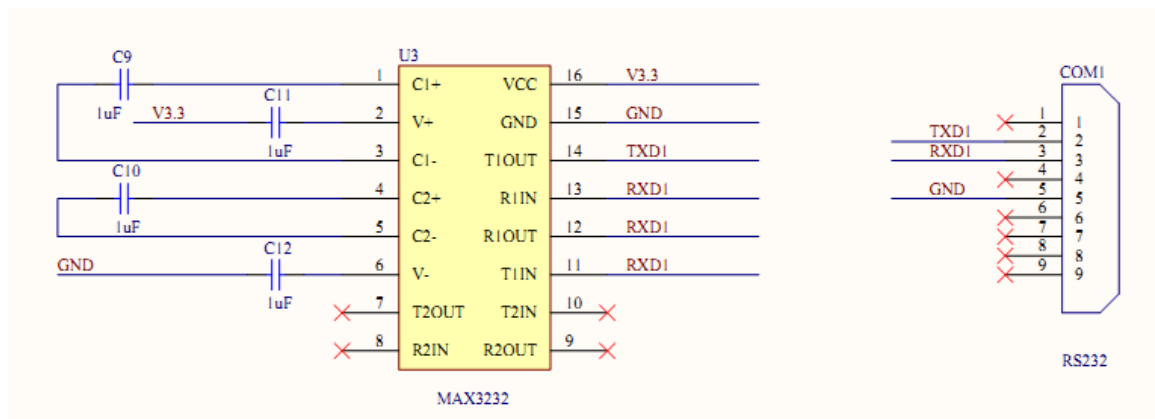 C9
1uF
V3.3
C11
1uF
C10
1uF
GND
C12
1uF
U3
1 C1+ VCC 16 V3.3
2 V+ GND 15 GND
3 C1- T1OUT 14 TXD1
4 C2+ R1IN 13 RXD1
5 C2- R1OUT 12 RXD1
6 V- T1IN 11 RXD1
7 T2OUT T2IN 10
8 R2IN R2OUT 9
MAX3232
COM1
1 1
TXD1 2 2
RXD1 3 3
4 4
GND 5 5
6 6
7 7
8 8
9 9
RS232